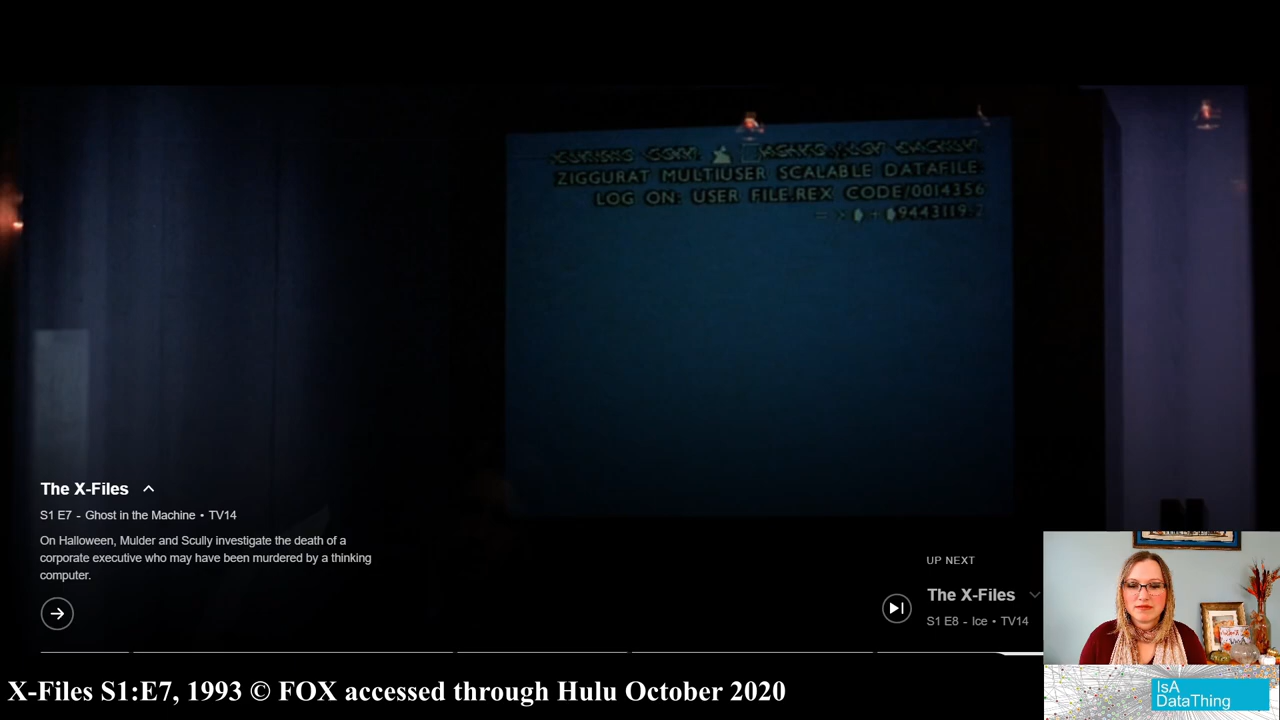 ZIGGURAT MULTIUSER SCALABLE DATAFILE:
LOG ON: USER FILE.REX CODE/0014356
9443119:2
The X-Files
S1 E7 - Ghost in the Machine • TV14
On Halloween, Mulder and Scully investigate the death of a
corporate executive who may have been murdered by a thinking
computer.
UP NEXT
The X-Files
S1 E8 - Ice • TV14
X-Files S1:E7, 1993 © FOX accessed through Hulu October 2020
IsA
DataThing